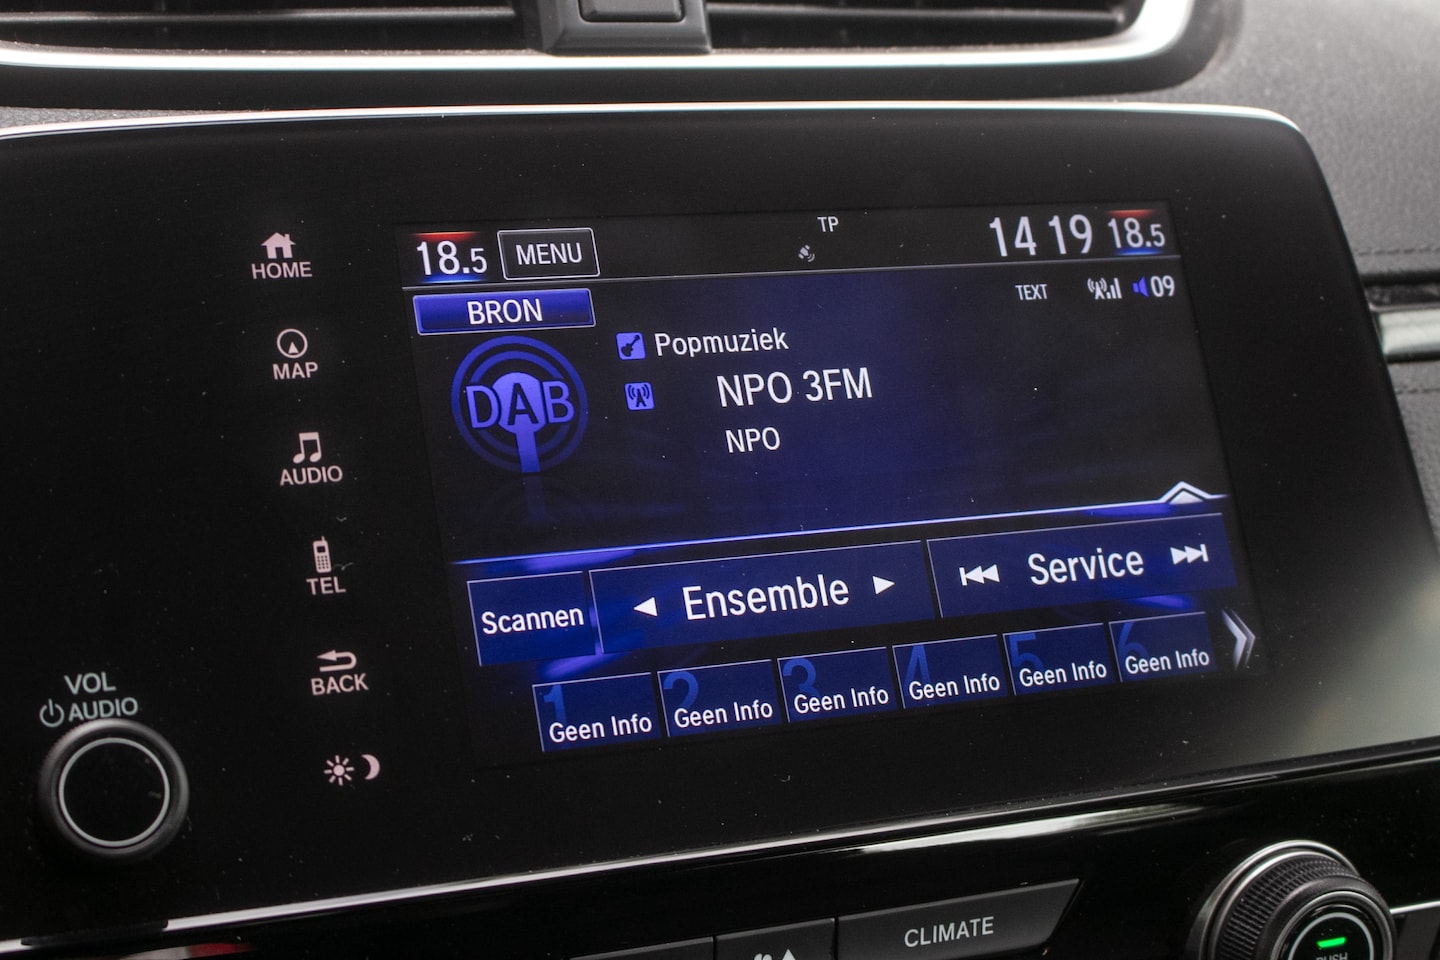 18.5 MENU TP 14 19 18.5
BRON TEXT 09
Popmuziek
NPO 3FM
NPO
DAB
Scannen Ensemble Service
1 2 3 4 5 6
Geen Info Geen Info Geen Info Geen Info Geen Info Geen Info
HOME
MAP
AUDIO
TEL
BACK
VOL
AUDIO
CLIMATE
PUSH